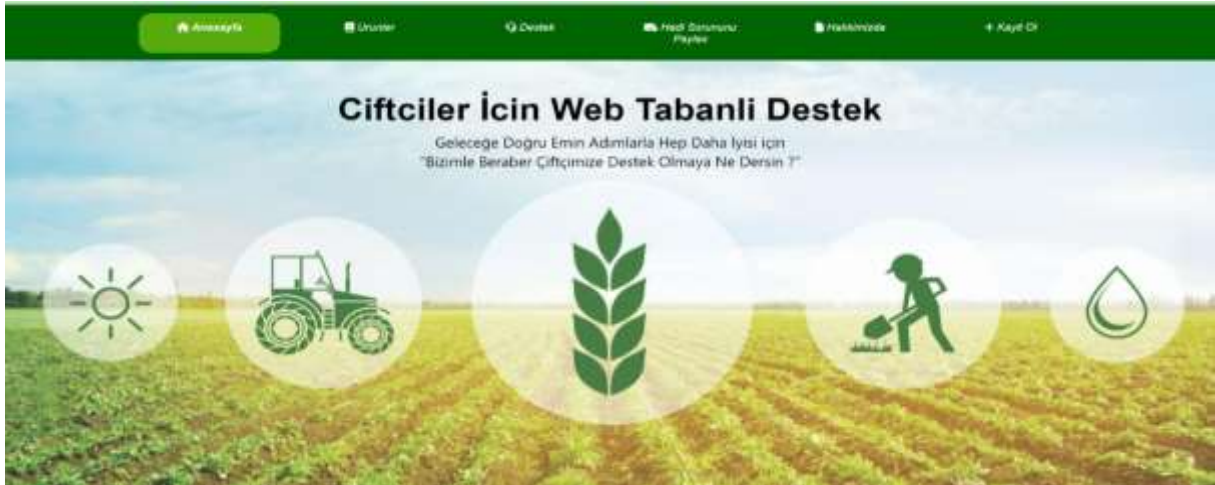 Anasayfa
Urunler
Destek
Hadi Sorununu
Paylas
Hakkimizda
Kayit Ol
Ciftciler İcin Web Tabanli Destek
Geleceğe Doğru Emin Adımlarla Hep Daha İyisi için
"Bizimle Beraber Çiftçimize Destek Olmaya Ne Dersin ?"